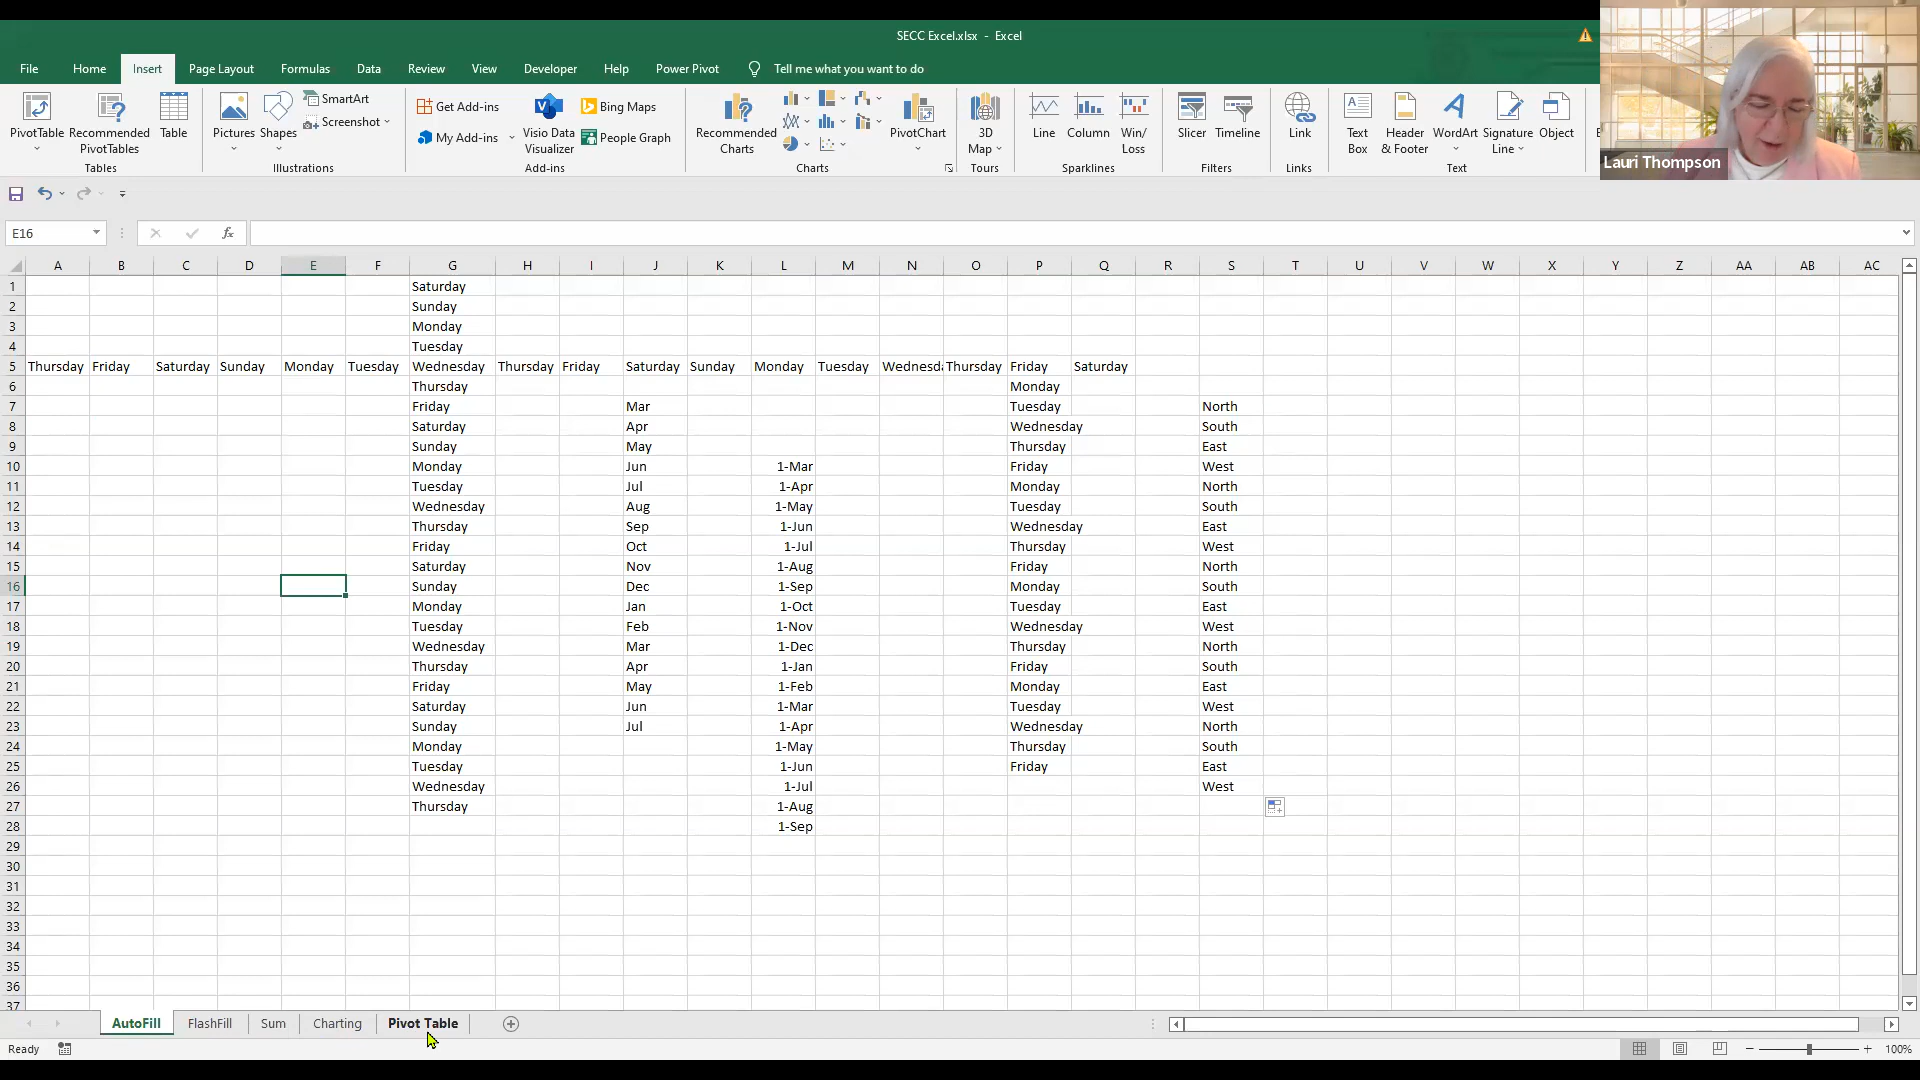 SECC Excel.xlsx - Excel
File Home Insert Page Layout Formulas Data Review View Developer Help Power Pivot Tell me what you want to do
PivotTable
Recommended PivotTables
Table
Tables
Pictures
Shapes
SmartArt
Screenshot
Illustrations
Get Add-ins
My Add-ins
Visio Data Visualizer
Bing Maps
People Graph
Add-ins
Recommended Charts
PivotChart
Charts
3D Map
Tours
Line
Column
Win/Loss
Sparklines
Slicer
Timeline
Filters
Link
Links
Text Box
Header & Footer
WordArt
Signature Line
Object
Text
Lauri Thompson
E16 fx
A B C D E F G H I J K L M N O P Q R S T U V W X Y Z AA AB AC
1 Saturday
2 Sunday
3 Monday
4 Tuesday
5 Thursday Friday Saturday Sunday Monday Tuesday Wednesday Thursday Friday Saturday Sunday Monday Tuesday Wednesd Thursday Friday Saturday
6 Thursday Monday
7 Friday Mar Tuesday North
8 Saturday Apr Wednesday South
9 Sunday May Thursday East
10 Monday Jun 1-Mar Friday West
11 Tuesday Jul 1-Apr Monday North
12 Wednesday Aug 1-May Tuesday South
13 Thursday Sep 1-Jun Wednesday East
14 Friday Oct 1-Jul Thursday West
15 Saturday Nov 1-Aug Friday North
16 Sunday Dec 1-Sep Monday South
17 Monday Jan 1-Oct Tuesday East
18 Tuesday Feb 1-Nov Wednesday West
19 Wednesday Mar 1-Dec Thursday North
20 Thursday Apr 1-Jan Friday South
21 Friday May 1-Feb Monday East
22 Saturday Jun 1-Mar Tuesday West
23 Sunday Jul 1-Apr Wednesday North
24 Monday 1-May Thursday South
25 Tuesday 1-Jun Friday East
26 Wednesday 1-Jul West
27 Thursday 1-Aug
28 1-Sep
29
30
31
32
33
34
35
36
37
AutoFill FlashFill Sum Charting Pivot Table
Ready 100%